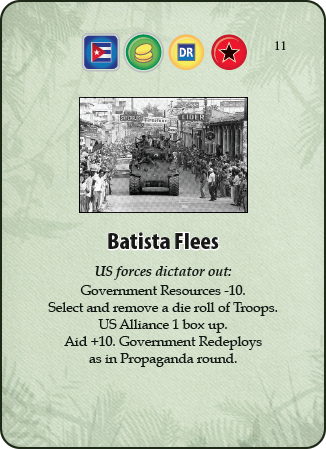 DR
11
LIDER
Batista Flees
US forces dictator out:
Government Resources -10.
Select and remove a die roll of Troops.
US Alliance 1 box up.
Aid +10. Government Redeploys
as in Propaganda round.